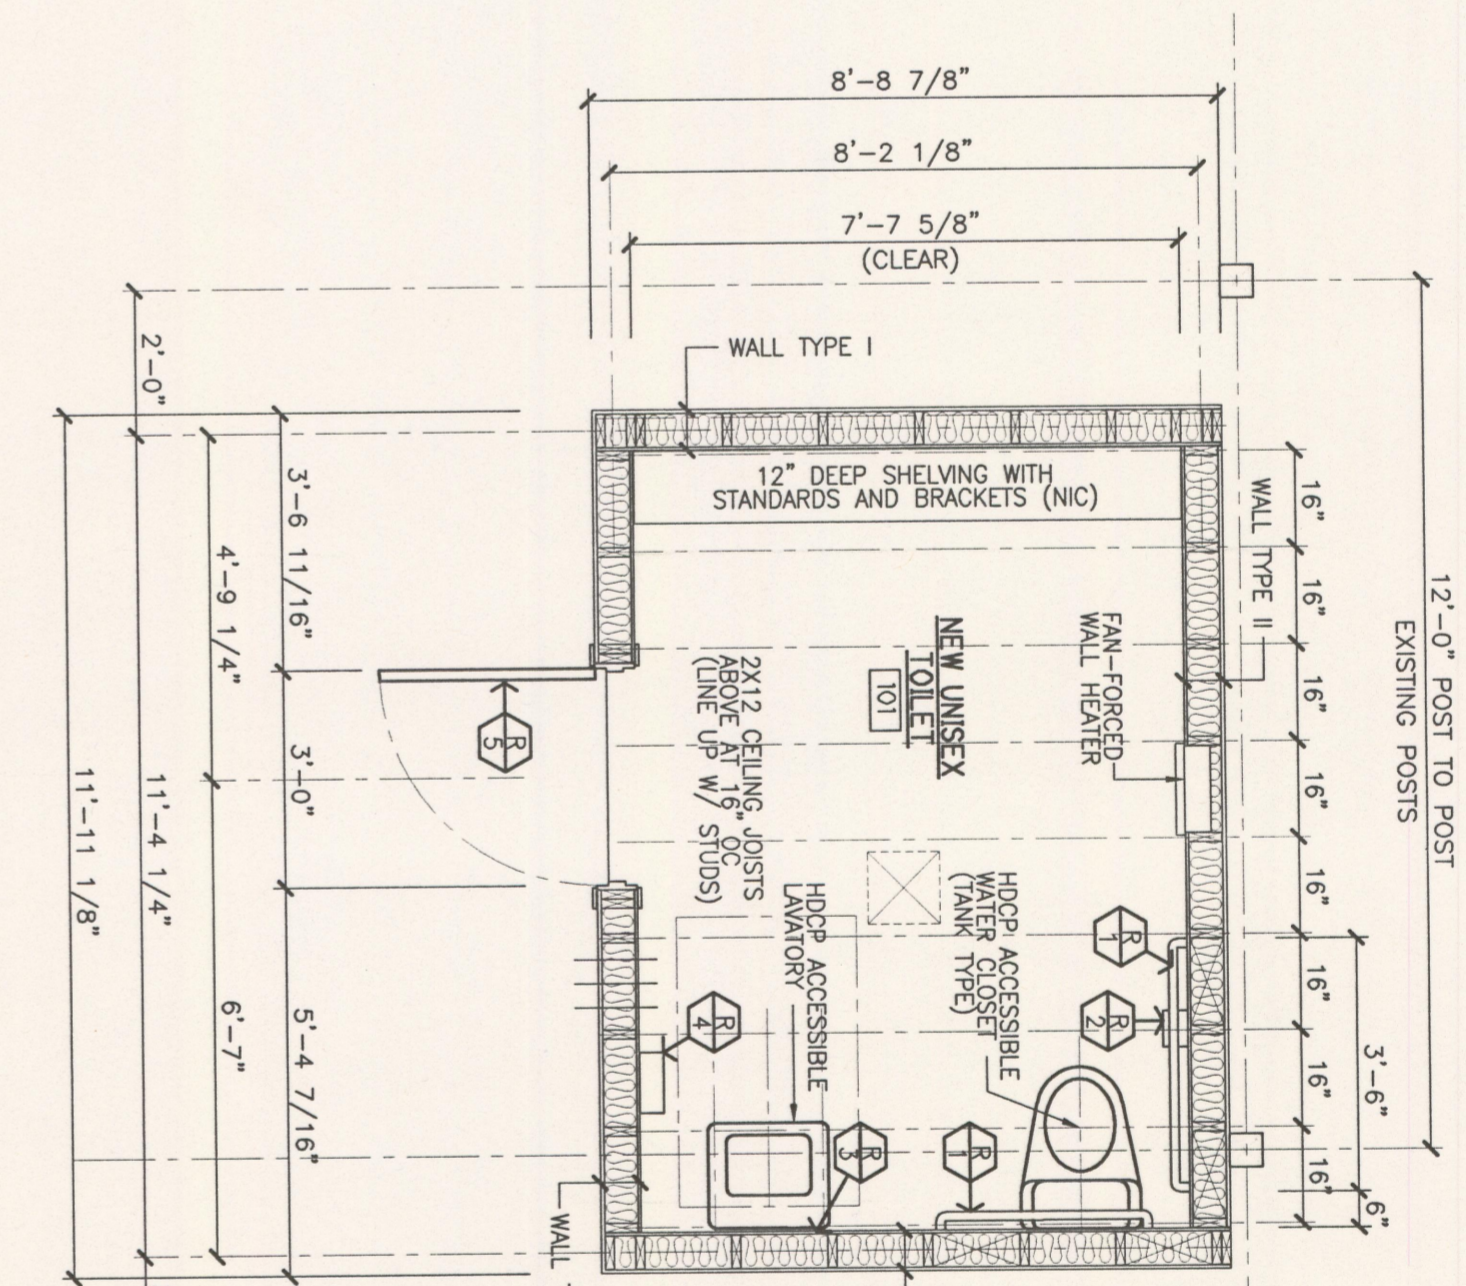 8'-8 7/8"
8'-2 1/8"
7'-7 5/8"
(CLEAR)
WALL TYPE I
12" DEEP SHELVING WITH
STANDARDS AND BRACKETS (NIC)
12'-0" POST TO POST
EXISTING POSTS
16"
16"
16"
16"
16"
16"
16"
16"
3'-6"
6"
WALL TYPE II
FAN-FORCED
WALL HEATER
NEW UNISEX
TOILET
101
2X12 CEILING JOISTS
ABOVE AT 16" OC
(LINE UP W/ STUDS)
HDCP ACCESSIBLE
WATER CLOSET
(TANK TYPE)
HDCP ACCESSIBLE
LAVATORY
R
1
R
2
R
1
R
3
R
4
R
5
WALL
3'-6 11/16"
3'-0"
5'-4 7/16"
4'-9 1/4"
6'-7"
2'-0"
11'-4 1/4"
11'-11 1/8"